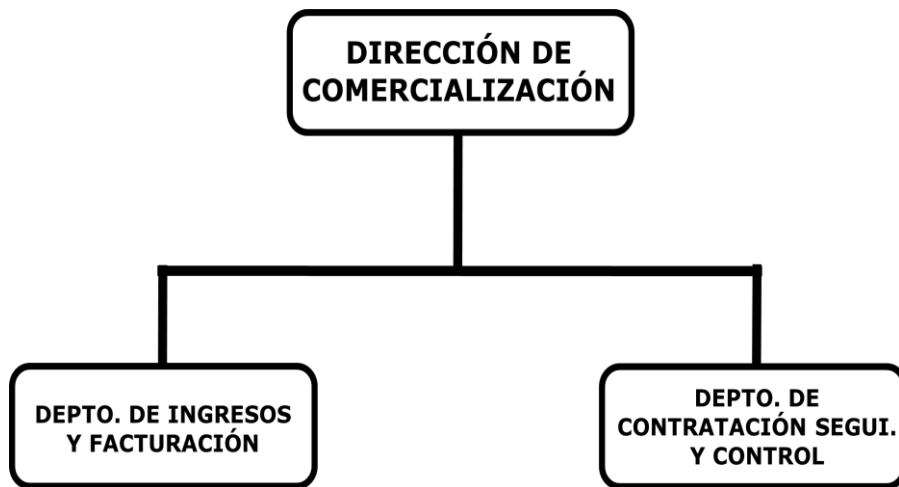 DIRECCIÓN DE
COMERCIALIZACIÓN
DEPTO. DE INGRESOS
Y FACTURACIÓN
DEPTO. DE
CONTRATACIÓN SEGUI.
Y CONTROL